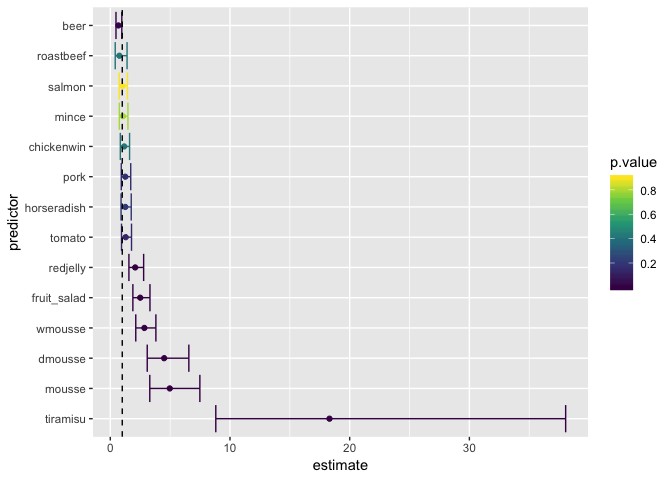 beer
roastbeef
salmon
mince
chickenwin
pork
horseradish
tomato
redjelly
fruit_salad
wmousse
dmousse
mousse
tiramisu
predictor
0 10 20 30
estimate
p.value
0.8
0.6
0.4
0.2